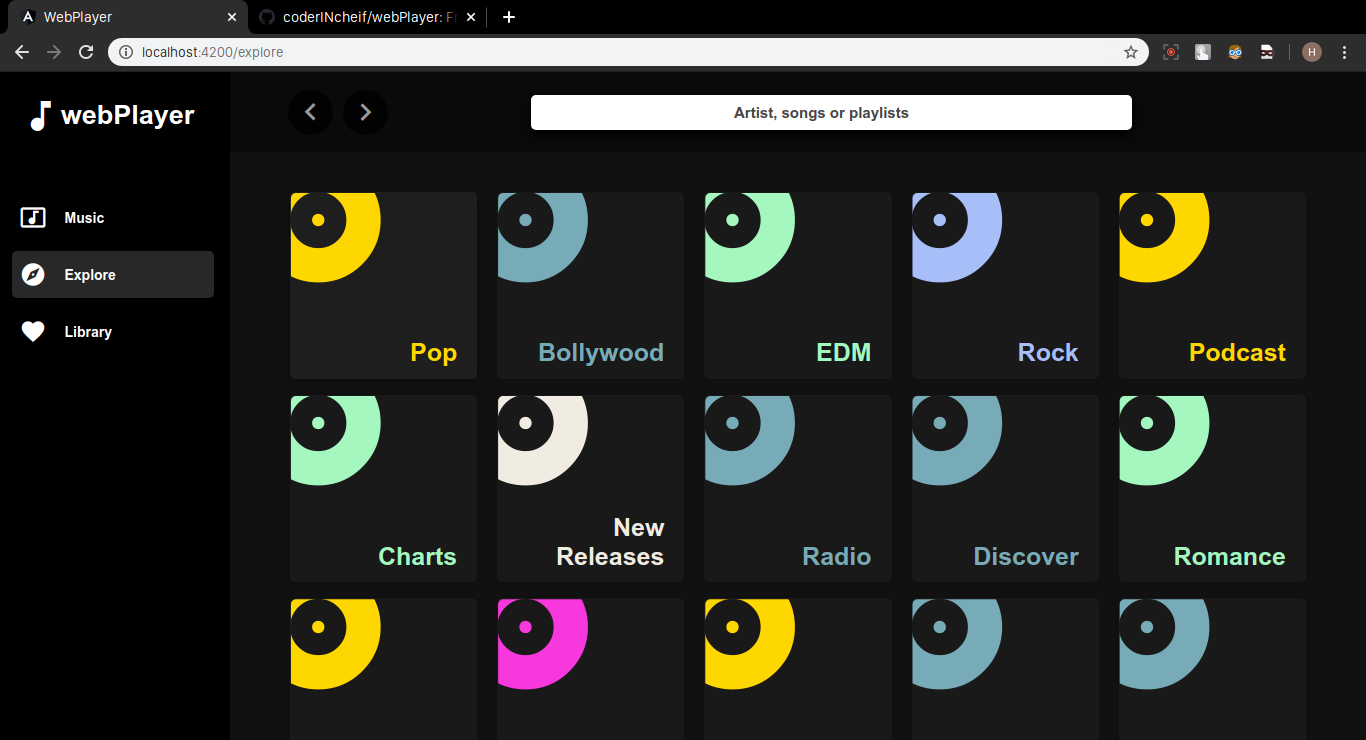 WebPlayer
coderINcheif/webPlayer: Fr
localhost:4200/explore
H
webPlayer
Artist, songs or playlists
Music
Explore
Library
Pop
Bollywood
EDM
Rock
Podcast
Charts
New
Releases
Radio
Discover
Romance